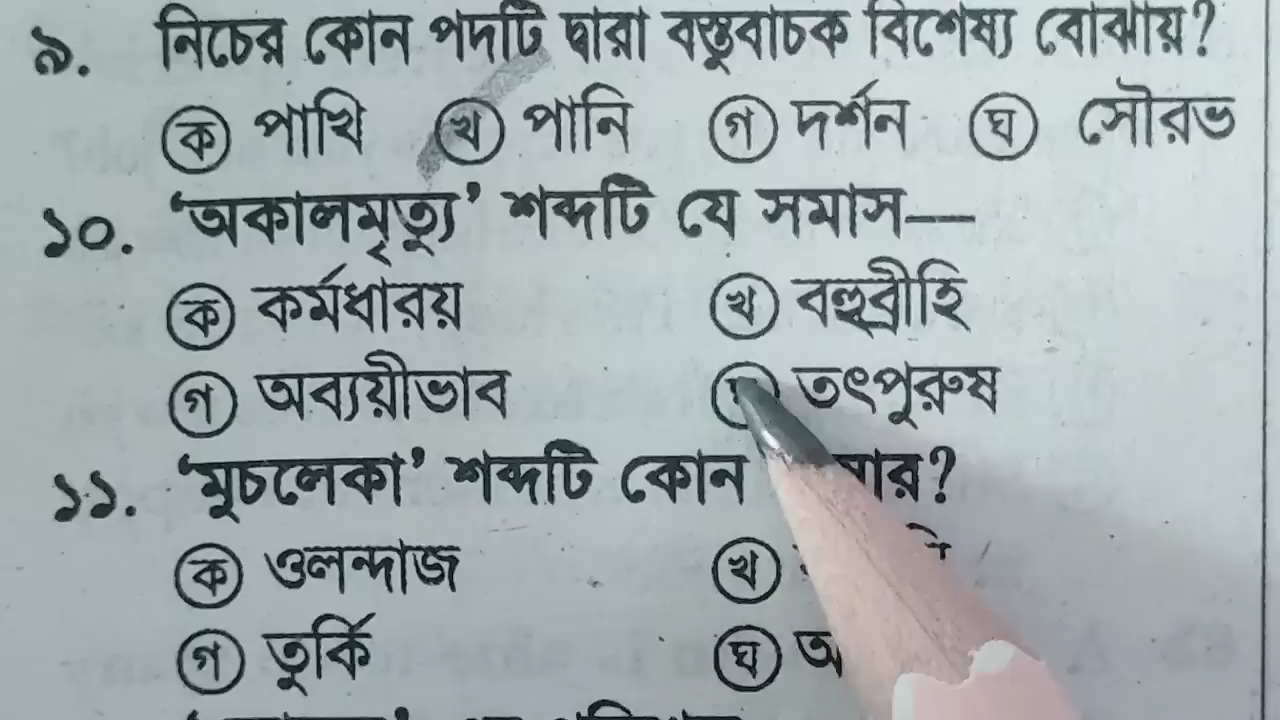 ৯. নিচের কোন পদটি দ্বারা বস্তুবাচক বিশেষ্য বোঝায়?
ক পাখি খ পানি গ দর্শন ঘ সৌরভ
১০. ‘অকালমৃত্যু’ শব্দটি যে সমাস—
ক কর্মধারয় খ বহুব্রীহি
গ অব্যয়ীভাব তৎপুরুষ
১১. ‘মুচলেকা’ শব্দটি কোন
ক ওলন্দাজ খ
গ তুর্কি ঘ